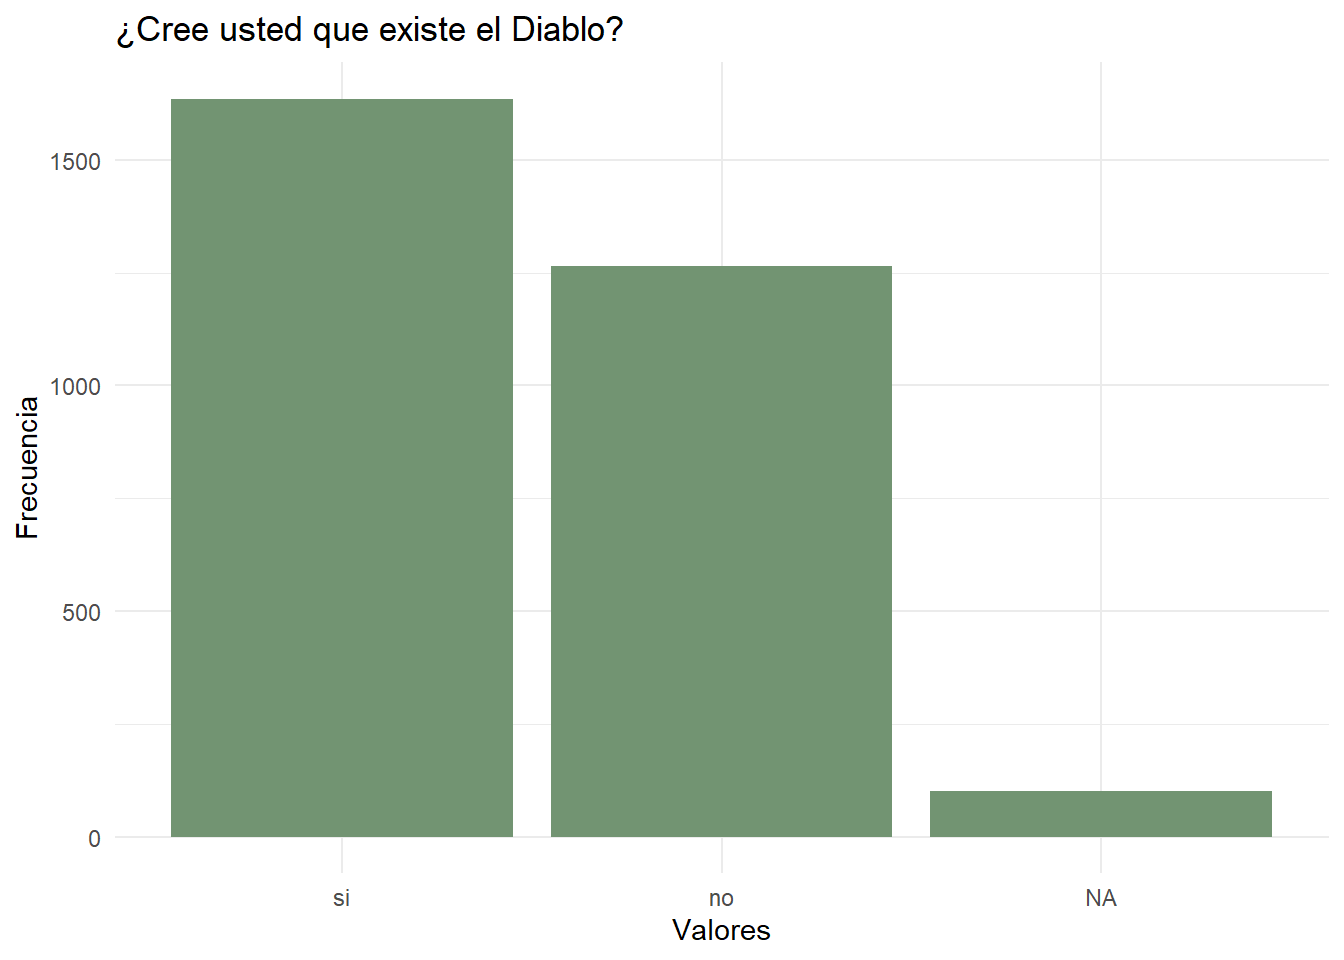 ¿Cree usted que existe el Diablo?
1500
1000
500
0
Frecuencia
si
no
NA
Valores